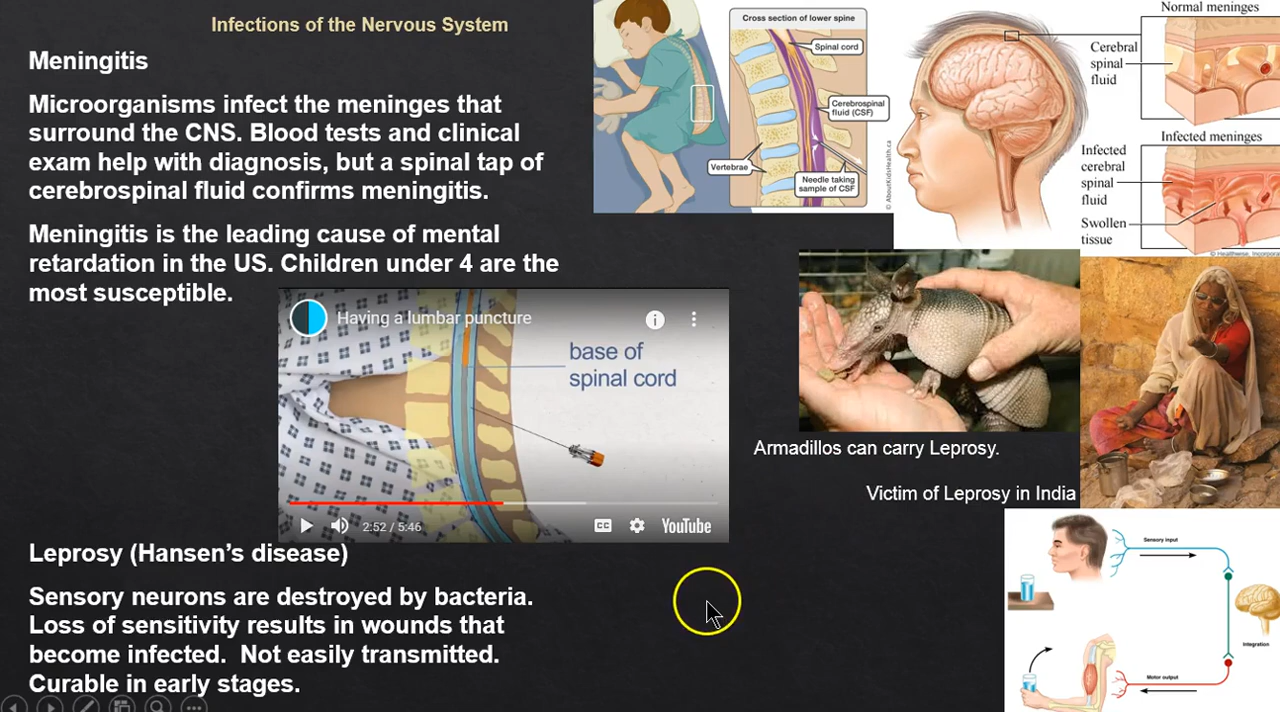 Infections of the Nervous System
Meningitis
Microorganisms infect the meninges that
surround the CNS. Blood tests and clinical
exam help with diagnosis, but a spinal tap of
cerebrospinal fluid confirms meningitis.
Meningitis is the leading cause of mental
retardation in the US. Children under 4 are the
most susceptible.
Cross section of lower spine
Spinal cord
Cerebrospinal
fluid (CSF)
Vertebrae
Needle taking
sample of CSF
© AboutKidsHealth.ca
Normal meninges
Cerebral
spinal
fluid
Infected meninges
Infected
cerebral
spinal
fluid
Swollen
tissue
© Healthwise, Incorpora
Having a lumbar puncture
base of
spinal cord
2:52 / 5:46
CC
YouTube
Armadillos can carry Leprosy.
Victim of Leprosy in India
Leprosy (Hansen’s disease)
Sensory neurons are destroyed by bacteria.
Loss of sensitivity results in wounds that
become infected.  Not easily transmitted.
Curable in early stages.
Sensory input
Integration
Motor output